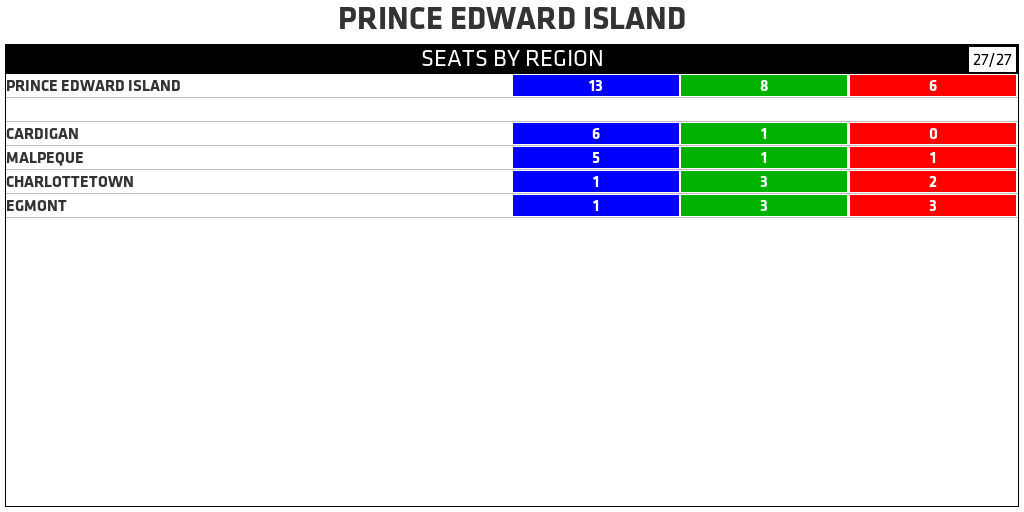 PRINCE EDWARD ISLAND
SEATS BY REGION 27/27
PRINCE EDWARD ISLAND 13 8 6
CARDIGAN 6 1 0
MALPEQUE 5 1 1
CHARLOTTETOWN 1 3 2
EGMONT 1 3 3